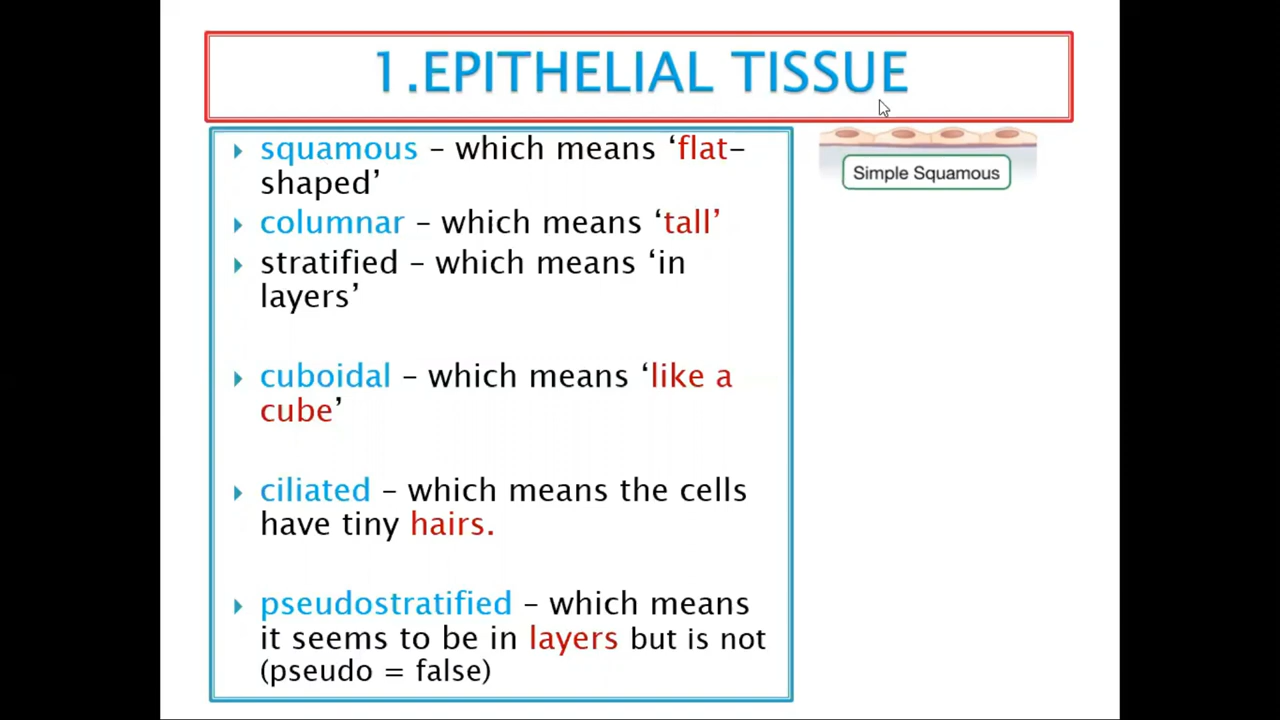 1.EPITHELIAL TISSUE
squamous – which means ‘flat–
shaped’
columnar – which means ‘tall’
stratified – which means ‘in
layers’
cuboidal – which means ‘like a
cube’
ciliated – which means the cells
have tiny hairs.
pseudostratified – which means
it seems to be in layers but is not
(pseudo = false)
Simple Squamous